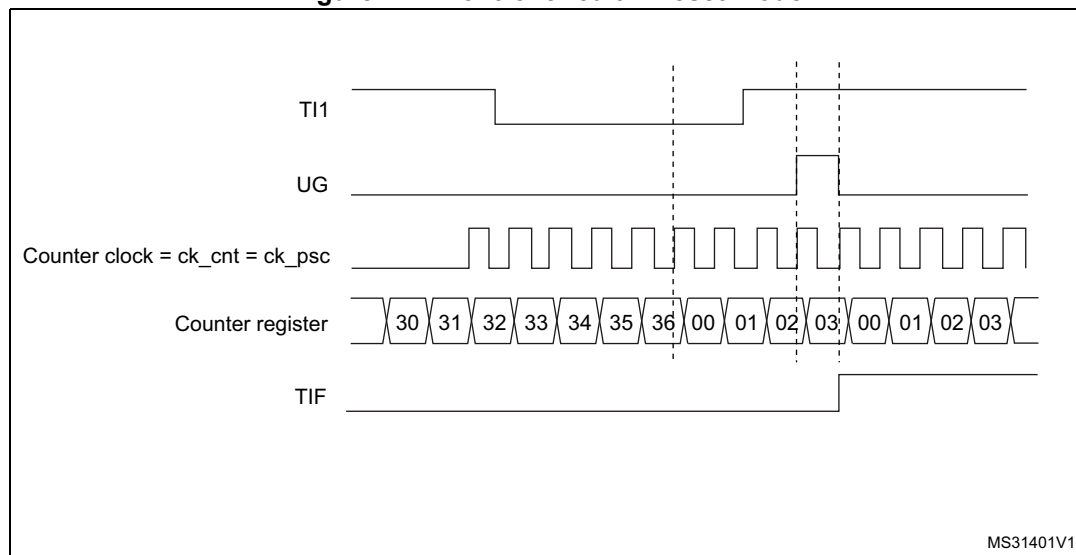 TI1
UG
Counter clock = ck_cnt = ck_psc
Counter register 30 31 32 33 34 35 36 00 01 02 03 00 01 02 03
TIF
MS31401V1